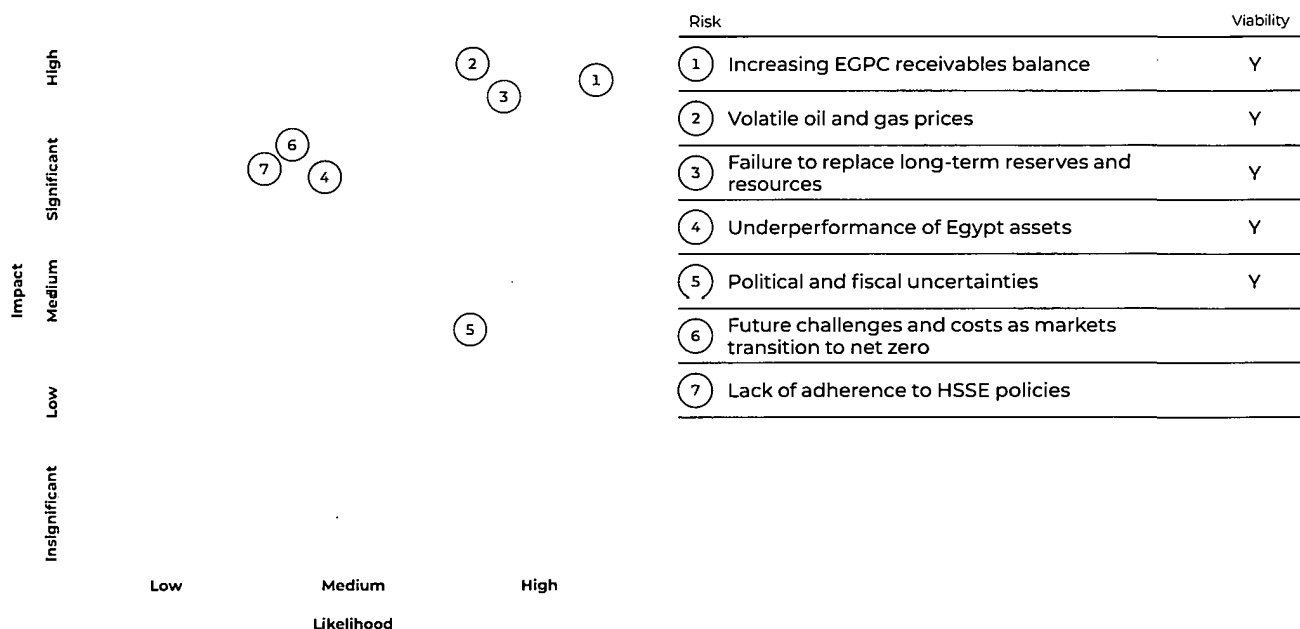 High
Significant
Medium
Low
Insignificant
Impact
2
1
3
6
7
4
5
Low Medium High
Likelihood
Risk Viability
1 Increasing EGPC receivables balance Y
2 Volatile oil and gas prices Y
3 Failure to replace long-term reserves and
resources Y
4 Underperformance of Egypt assets Y
5 Political and fiscal uncertainties Y
6 Future challenges and costs as markets
transition to net zero
7 Lack of adherence to HSSE policies